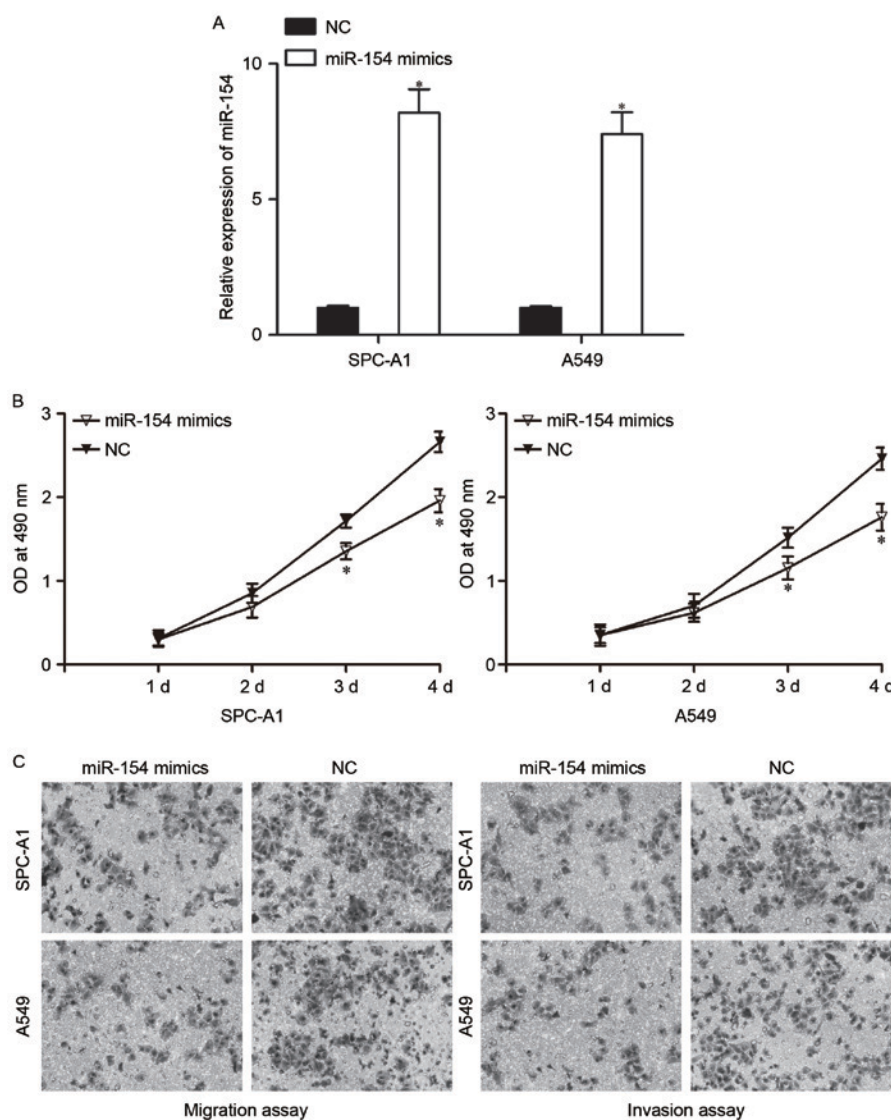 A
NC
miR-154 mimics
Relative expression of miR-154
10
5
0
*
*
SPC-A1
A549
B
3
2
1
0
OD at 490 nm
miR-154 mimics
NC
*
*
1 d
2 d
3 d
4 d
SPC-A1
3
2
1
0
OD at 490 nm
miR-154 mimics
NC
*
*
1 d
2 d
3 d
4 d
A549
C
miR-154 mimics
NC
miR-154 mimics
NC
SPC-A1
SPC-A1
A549
A549
Migration assay
Invasion assay